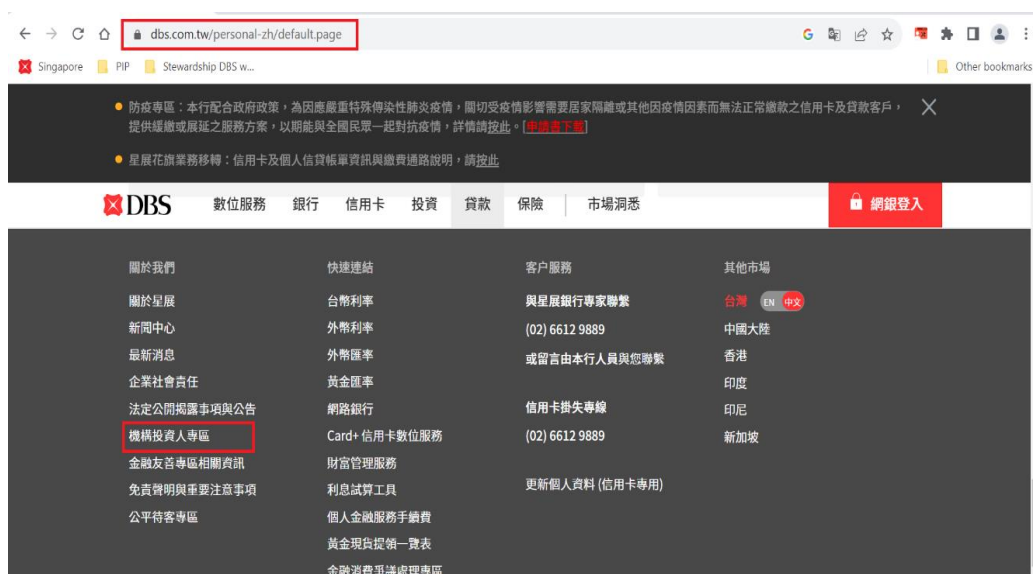 dbs.com.tw/personal-zh/default.page
Singapore PIP Stewardship DBS w... Other bookmarks
防疫專區：本行配合政府政策，為因應嚴重特殊傳染性肺炎疫情，關切受疫情影響需要居家隔離或其他因疫情因素而無法正常繳款之信用卡及貸款客戶，
提供緩繳或展延之服務方案，以期能與全國民眾一起對抗疫情，詳情請按此。[申請書下載]
星展花旗業務移轉：信用卡及個人信貸帳單資訊與繳費通路說明，請按此
DBS 數位服務 銀行 信用卡 投資 貸款 保險 市場洞悉 網銀登入
關於我們
關於星展
新聞中心
最新消息
企業社會責任
法定公開揭露事項與公告
機構投資人專區
金融友善專區相關資訊
免責聲明與重要注意事項
公平待客專區
快速連結
台幣利率
外幣利率
外幣匯率
黃金匯率
網路銀行
Card+ 信用卡數位服務
財富管理服務
利息試算工具
個人金融服務手續費
黃金現貨提領一覽表
金融消費爭議處理專區
客户服務
與星展銀行專家聯繫
(02) 6612 9889
或留言由本行人員與您聯繫
信用卡掛失專線
(02) 6612 9889
更新個人資料 (信用卡專用)
其他市場
台灣 EN 中文
中國大陸
香港
印度
印尼
新加坡